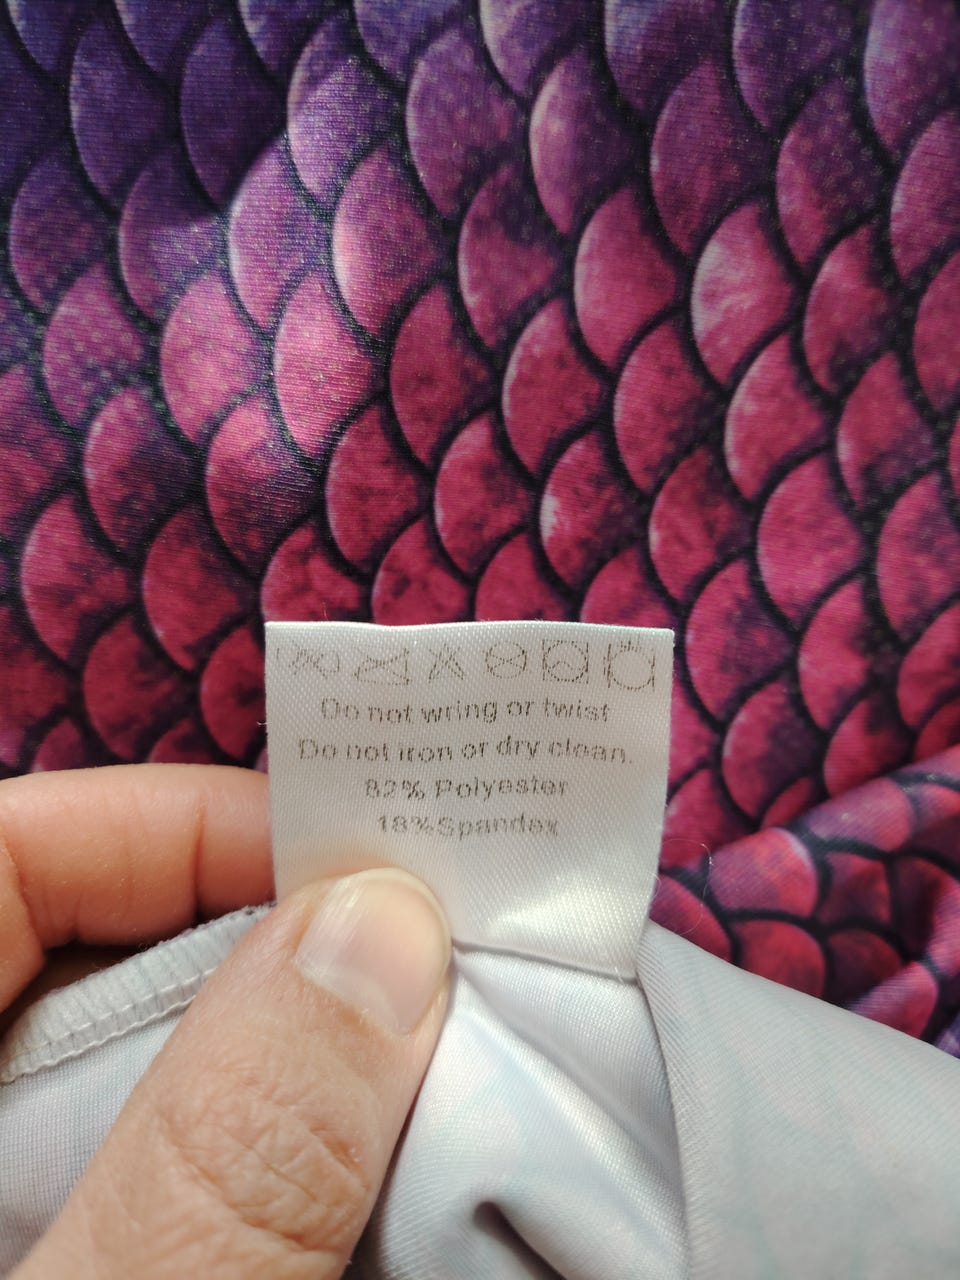 Do not wring or twist
Do not iron or dry clean.
82% Polyester
18%Spandex